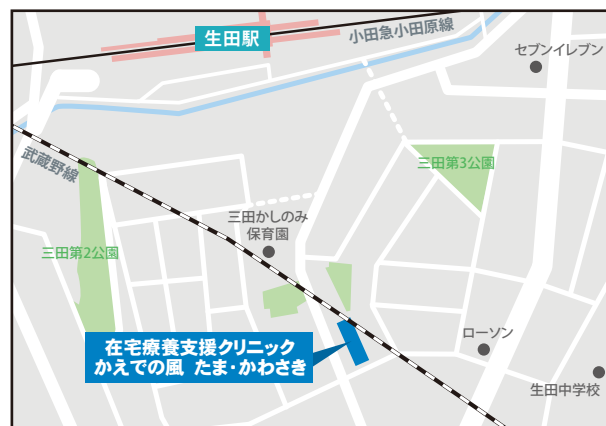 生田駅
小田急小田原線
セブンイレブン
武蔵野線
三田第3公園
三田かしのみ
保育園
三田第2公園
在宅療養支援クリニック
かえでの風 たま・かわさき
ローソン
生田中学校